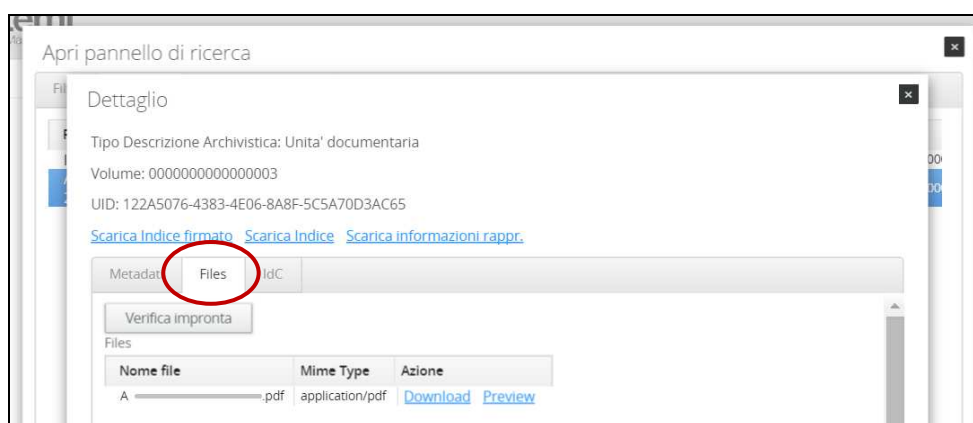 Apri pannello di ricerca
Dettaglio
Tipo Descrizione Archivistica: Unita' documentaria
Volume: 0000000000000003
UID: 122A5076-4383-4E06-8A8F-5C5A70D3AC65
Scarica Indice firmato Scarica Indice Scarica informazioni rappr.
Files IdC
Verifica impronta
Files
Nome file Mime Type Azione
A .pdf application/pdf Download Preview